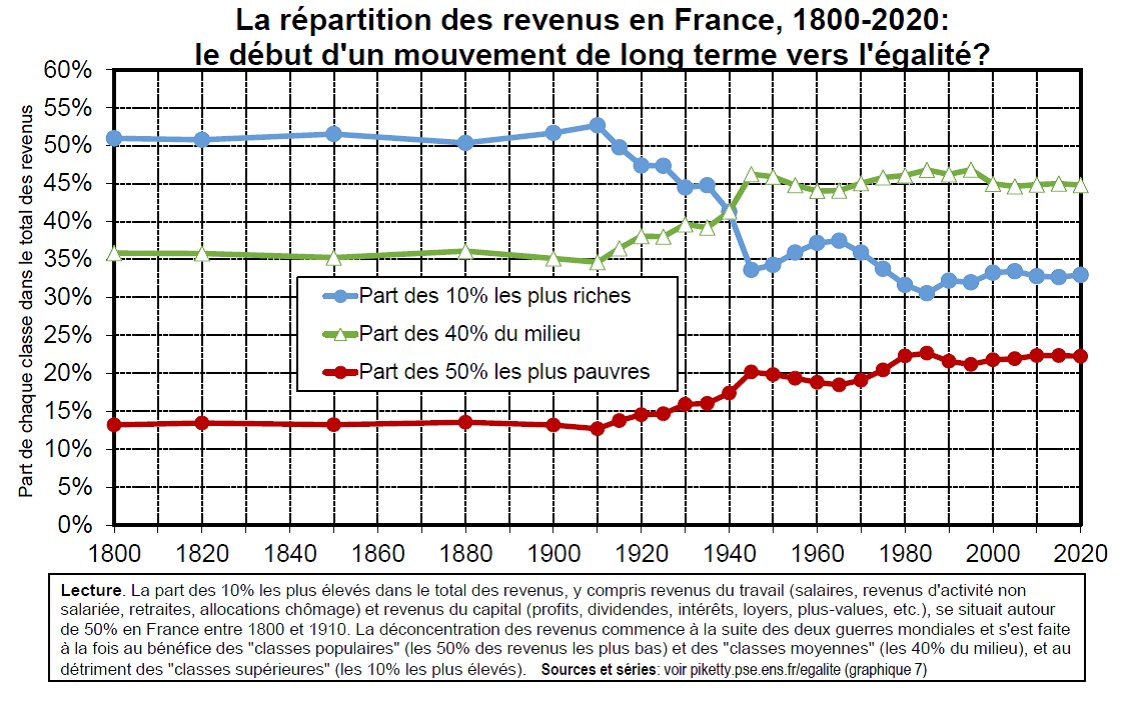 La répartition des revenus en France, 1800-2020:
le début d'un mouvement de long terme vers l'égalité?
Part de chaque classe dans le total des revenus
60%
55%
50%
45%
40%
35%
30%
25%
20%
15%
10%
5%
0%
Part des 10% les plus riches
Part des 40% du milieu
Part des 50% les plus pauvres
1800 1820 1840 1860 1880 1900 1920 1940 1960 1980 2000 2020
Lecture. La part des 10% les plus élevés dans le total des revenus, y compris revenus du travail (salaires, revenus d'activité non
salariée, retraites, allocations chômage) et revenus du capital (profits, dividendes, intérêts, loyers, plus-values, etc.), se situait autour
de 50% en France entre 1800 et 1910. La déconcentration des revenus commence à la suite des deux guerres mondiales et s'est faite
à la fois au bénéfice des "classes populaires" (les 50% des revenus les plus bas) et des "classes moyennes" (les 40% du milieu), et au
détriment des "classes supérieures" (les 10% les plus élevés). Sources et séries: voir piketty.pse.ens.fr/egalite (graphique 7)